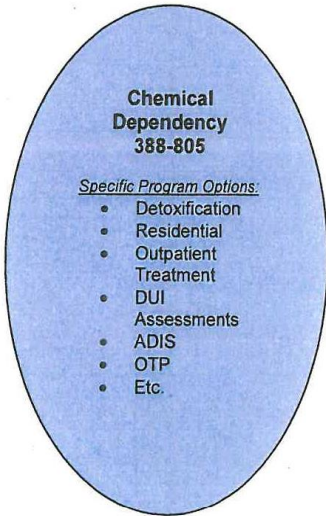 Chemical
Dependency
388-805
Specific Program Options:
• Detoxification
• Residential
• Outpatient
Treatment
• DUI
Assessments
• ADIS
• OTP
• Etc.